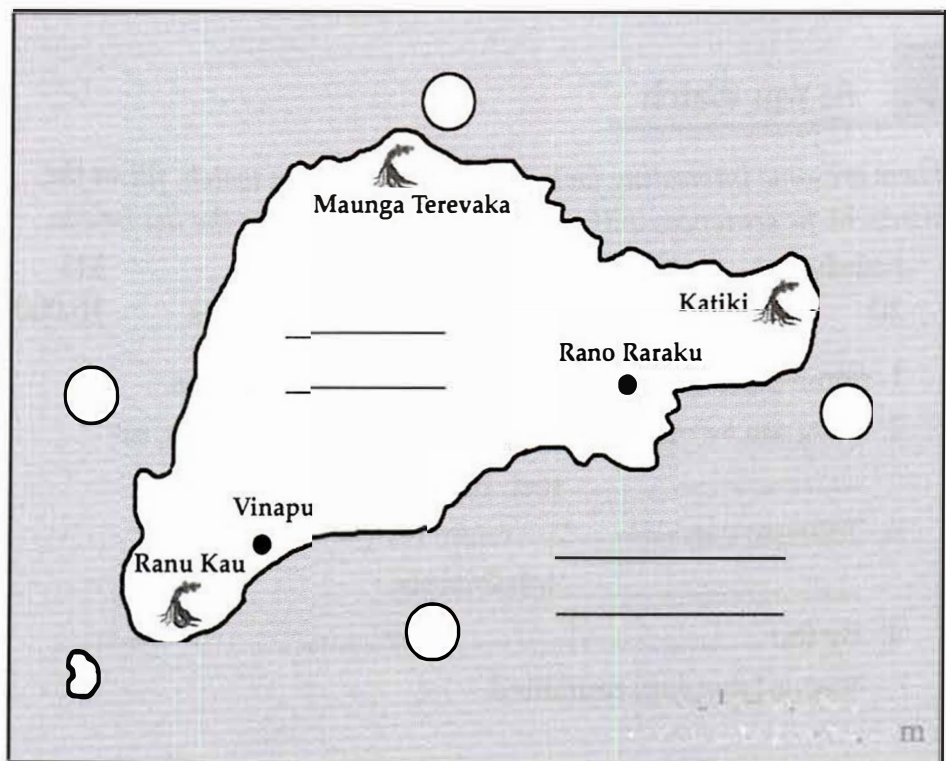 Maunga Terevaka
Katiki
Rano Raraku
Vinapu
Ranu Kau
m